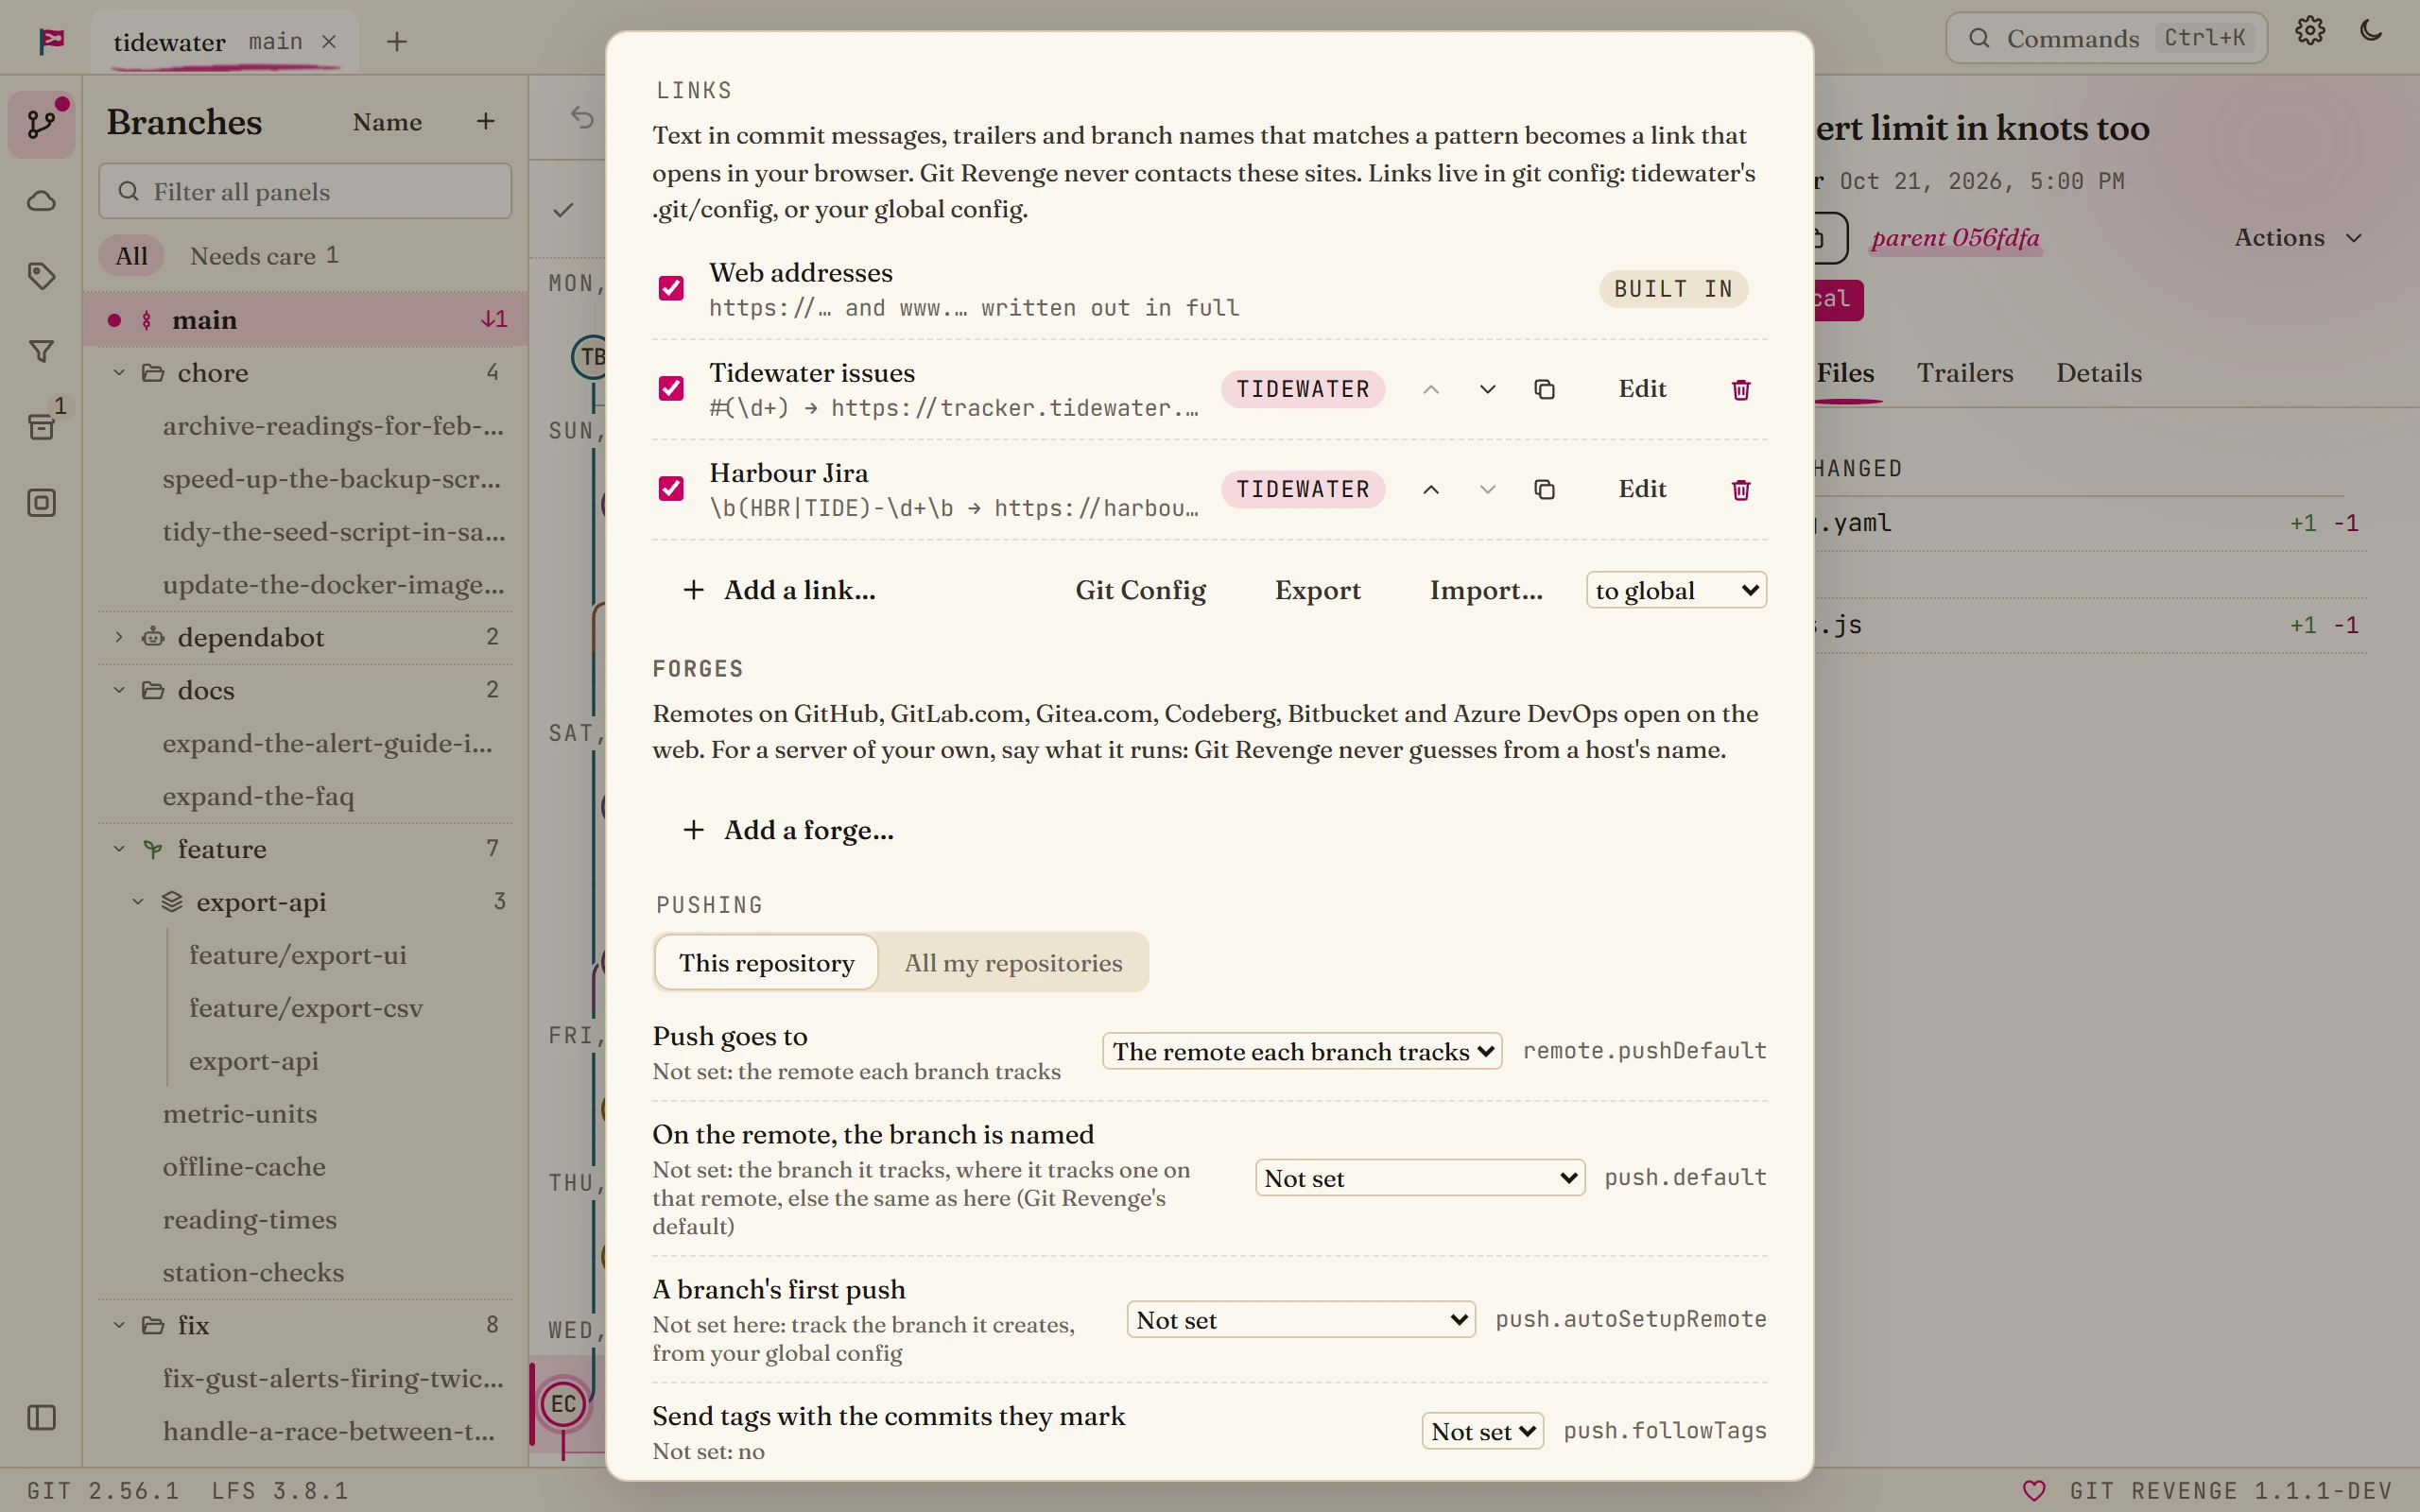 tidewater main
Commands Ctrl+K
Branches Name
Filter all panels
All Needs care 1
main ↓1
chore 4
archive-readings-for-feb-...
speed-up-the-backup-scr...
tidy-the-seed-script-in-sa...
update-the-docker-image...
dependabot 2
docs 2
expand-the-alert-guide-i...
expand-the-faq
feature 7
export-api 3
feature/export-ui
feature/export-csv
export-api
metric-units
offline-cache
reading-times
station-checks
fix 8
fix-gust-alerts-firing-twic...
handle-a-race-between-t...
1
MON,
TB
SUN,
SAT,
FRI,
THU,
WED,
EC
LINKS
Text in commit messages, trailers and branch names that matches a pattern becomes a link that
opens in your browser. Git Revenge never contacts these sites. Links live in git config: tidewater's
.git/config, or your global config.
Web addresses
https://… and www.… written out in full
BUILT IN
Tidewater issues
#(\d+) → https://tracker.tidewater.…
TIDEWATER Edit
Harbour Jira
\b(HBR|TIDE)-\d+\b → https://harbou…
TIDEWATER Edit
Add a link... Git Config Export Import... to global
FORGES
Remotes on GitHub, GitLab.com, Gitea.com, Codeberg, Bitbucket and Azure DevOps open on the
web. For a server of your own, say what it runs: Git Revenge never guesses from a host's name.
Add a forge...
PUSHING
This repository All my repositories
Push goes to
Not set: the remote each branch tracks
The remote each branch tracks remote.pushDefault
On the remote, the branch is named
Not set: the branch it tracks, where it tracks one on
that remote, else the same as here (Git Revenge's
default)
Not set push.default
A branch's first push
Not set here: track the branch it creates,
from your global config
Not set push.autoSetupRemote
Send tags with the commits they mark
Not set: no
Not set push.followTags
ert limit in knots too
r Oct 21, 2026, 5:00 PM
parent 056fdfa Actions
cal
Files Trailers Details
HANGED
.yaml +1 -1
s.js +1 -1
GIT 2.56.1 LFS 3.8.1
GIT REVENGE 1.1.1-DEV